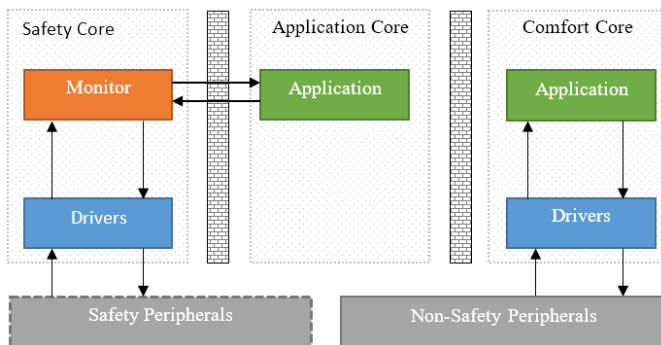 Safety Core
Application Core
Comfort Core
Monitor
Application
Application
Drivers
Drivers
Safety Peripherals
Non-Safety Peripherals